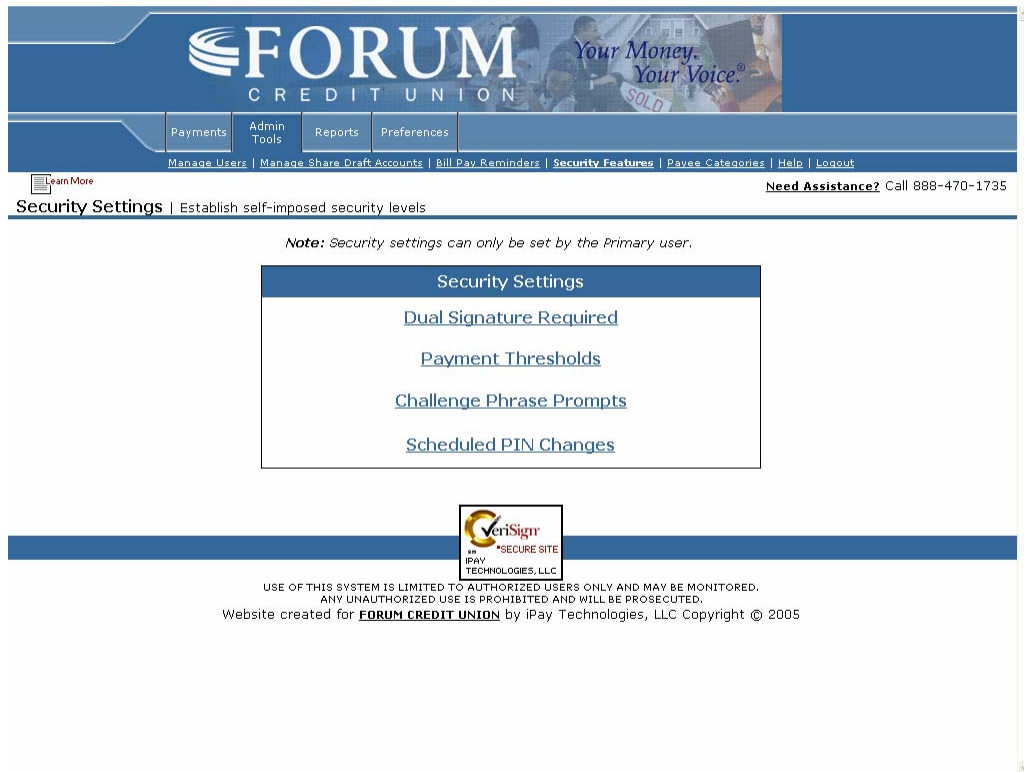 FORUM
CREDIT UNION
Your Money.
Your Voice.®
SOLD
Payments
Admin Tools
Reports
Preferences
Manage Users | Manage Share Draft Accounts | Bill Pay Reminders | Security Features | Payee Categories | Help | Logout
Learn More
Need Assistance? Call 888-470-1735
Security Settings | Establish self-imposed security levels
Note: Security settings can only be set by the Primary user.
Security Settings
Dual Signature Required
Payment Thresholds
Challenge Phrase Prompts
Scheduled PIN Changes
VeriSign
SM
SECURE SITE
IPAY
TECHNOLOGIES, LLC
USE OF THIS SYSTEM IS LIMITED TO AUTHORIZED USERS ONLY AND MAY BE MONITORED.
ANY UNAUTHORIZED USE IS PROHIBITED AND WILL BE PROSECUTED.
Website created for FORUM CREDIT UNION by iPay Technologies, LLC Copyright © 2005